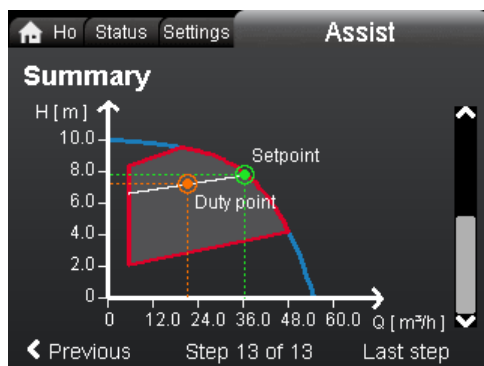 Ho Status Settings Assist
Summary
H [ m ]
10.0
8.0
6.0
4.0
2.0
0
Setpoint
Duty point
0 12.0 24.0 36.0 48.0 60.0 Q [ m³/h ]
Previous Step 13 of 13 Last step